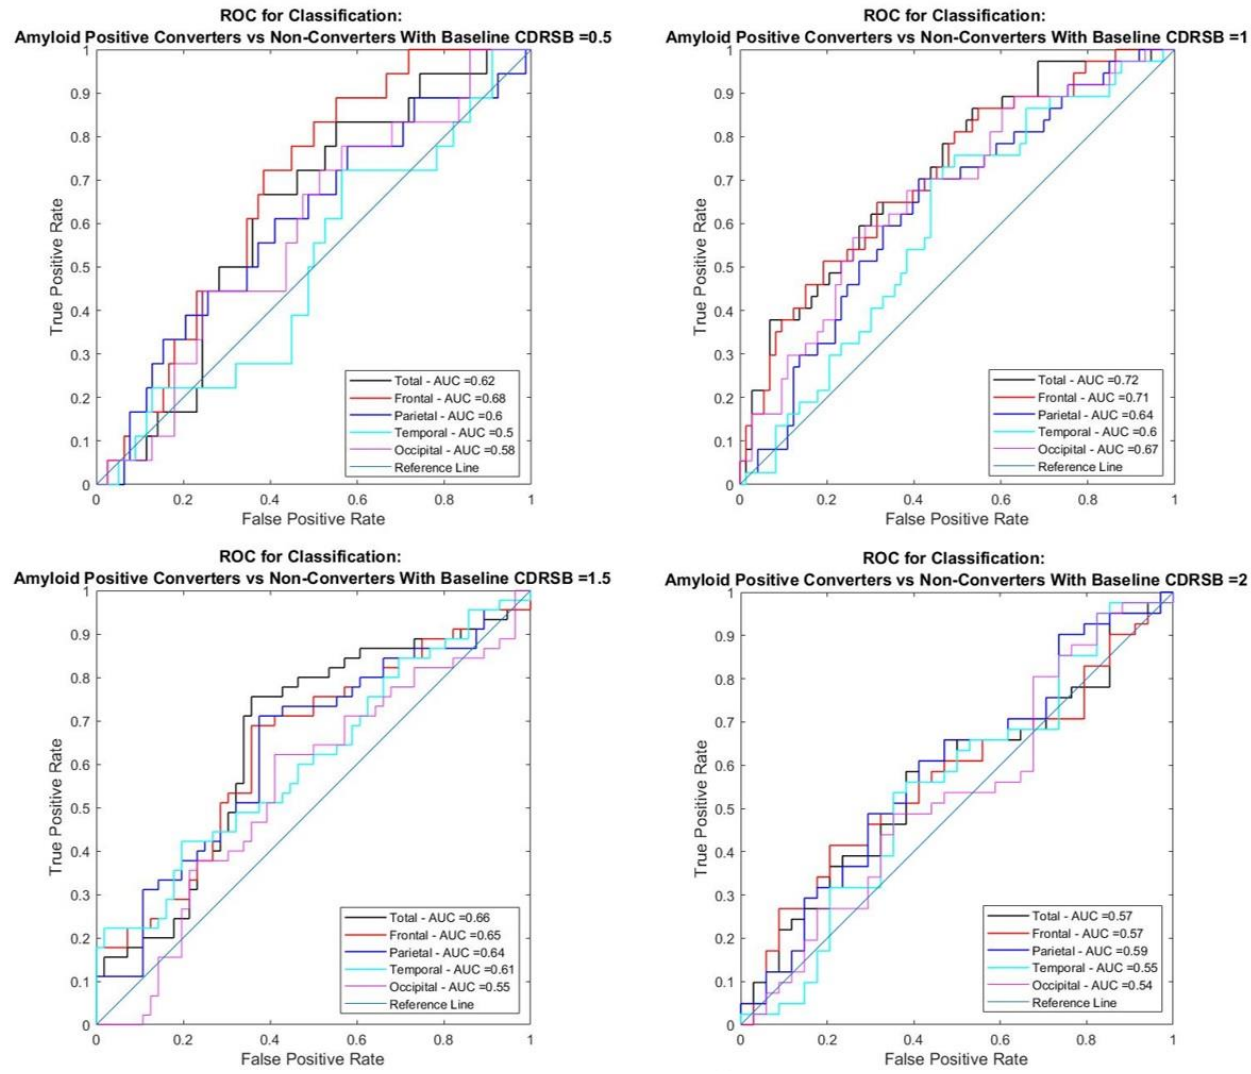 ROC for Classification:
Amyloid Positive Converters vs Non-Converters With Baseline CDRSB =0.5
1
0.9
0.8
0.7
0.6
0.5
0.4
0.3
0.2
0.1
0
True Positive Rate
Total - AUC =0.62
Frontal - AUC =0.68
Parietal - AUC =0.6
Temporal - AUC =0.5
Occipital - AUC =0.58
Reference Line
0 0.2 0.4 0.6 0.8 1
False Positive Rate
ROC for Classification:
Amyloid Positive Converters vs Non-Converters With Baseline CDRSB =1
1
0.9
0.8
0.7
0.6
0.5
0.4
0.3
0.2
0.1
0
True Positive Rate
Total - AUC =0.72
Frontal - AUC =0.71
Parietal - AUC =0.64
Temporal - AUC =0.6
Occipital - AUC =0.67
Reference Line
0 0.2 0.4 0.6 0.8 1
False Positive Rate
ROC for Classification:
Amyloid Positive Converters vs Non-Converters With Baseline CDRSB =1.5
1
0.9
0.8
0.7
0.6
0.5
0.4
0.3
0.2
0.1
0
True Positive Rate
Total - AUC =0.66
Frontal - AUC =0.65
Parietal - AUC =0.64
Temporal - AUC =0.61
Occipital - AUC =0.55
Reference Line
0 0.2 0.4 0.6 0.8 1
False Positive Rate
ROC for Classification:
Amyloid Positive Converters vs Non-Converters With Baseline CDRSB =2
1
0.9
0.8
0.7
0.6
0.5
0.4
0.3
0.2
0.1
0
True Positive Rate
Total - AUC =0.57
Frontal - AUC =0.57
Parietal - AUC =0.59
Temporal - AUC =0.55
Occipital - AUC =0.54
Reference Line
0 0.2 0.4 0.6 0.8 1
False Positive Rate